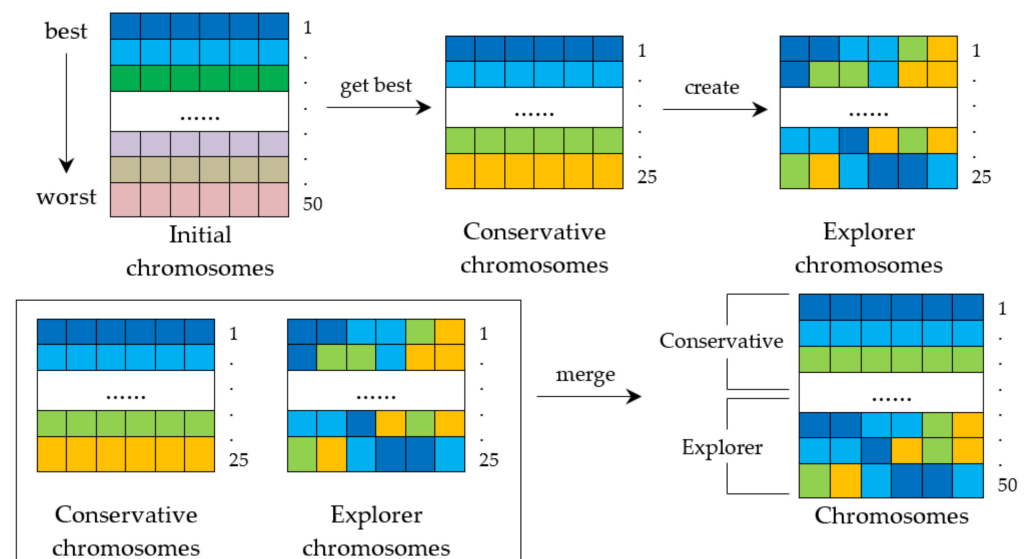 best
worst
1
.
.
.
.
.
.
50
......
Initial
chromosomes
get best
1
.
.
.
.
25
......
Conservative
chromosomes
create
1
.
.
.
.
25
......
Explorer
chromosomes
1
.
.
.
.
25
......
Conservative
chromosomes
1
.
.
.
.
25
......
Explorer
chromosomes
merge
Conservative
Explorer
1
.
.
.
.
.
.
50
......
Chromosomes